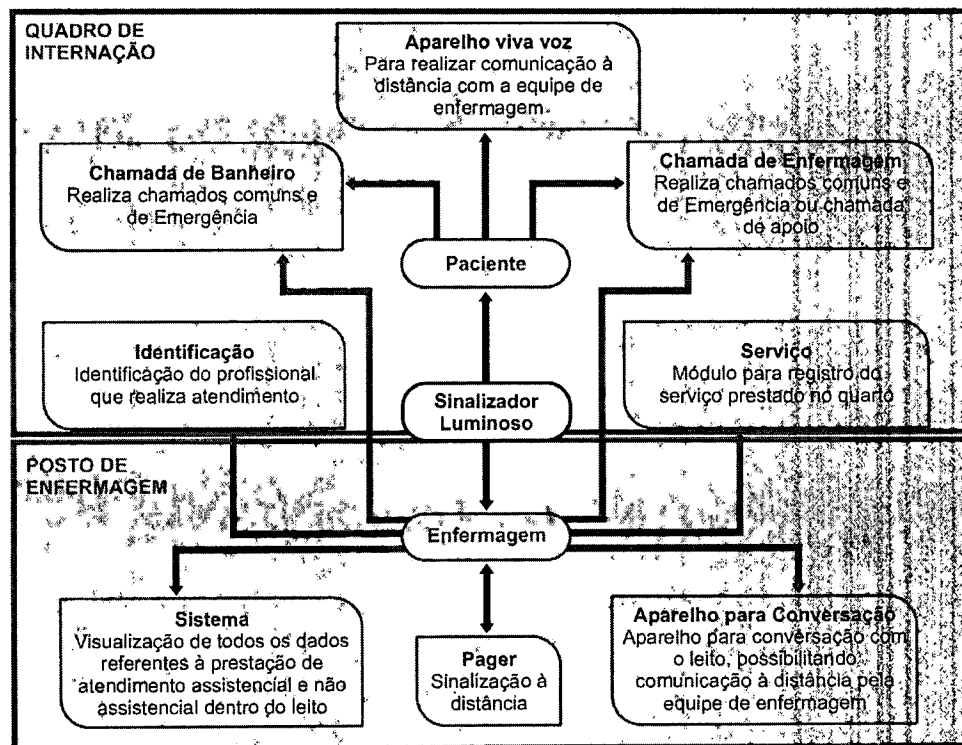 QUADRO DE
INTERNAÇÃO
Aparelho viva voz
Para realizar comunicação à
distância com a equipe de
enfermagem
Chamada de Banheiro
Realiza chamados comuns e
de Emergência
Chamada de Enfermagem
Realiza chamados comuns e
de Emergência ou chamada
de apoio
Paciente
Identificação
Identificação do profissional
que realiza atendimento
Sinalizador
Luminoso
Serviço
Módulo para registro do
serviço prestado no quarto
POSTO DE
ENFERMAGEM
Enfermagem
Sistema
Visualização de todos os dados
referentes à prestação de
atendimento assistencial e não
assistencial dentro do leito
Pager
Sinalização à
distância
Aparelho para Conversação
Aparelho para conversação com
o leito, possibilitando
comunicação à distância pela
equipe de enfermagem